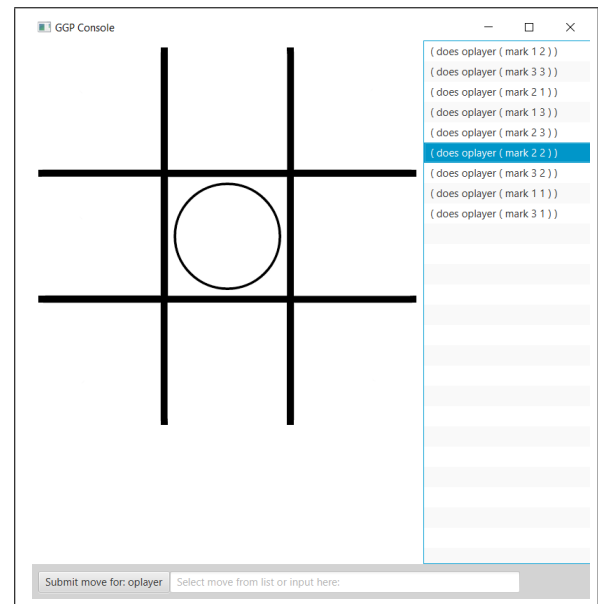 GGP Console
( does oplayer ( mark 1 2 ) )
( does oplayer ( mark 3 3 ) )
( does oplayer ( mark 2 1 ) )
( does oplayer ( mark 1 3 ) )
( does oplayer ( mark 2 3 ) )
( does oplayer ( mark 2 2 ) )
( does oplayer ( mark 3 2 ) )
( does oplayer ( mark 1 1 ) )
( does oplayer ( mark 3 1 ) )
Submit move for: oplayer Select move from list or input here: